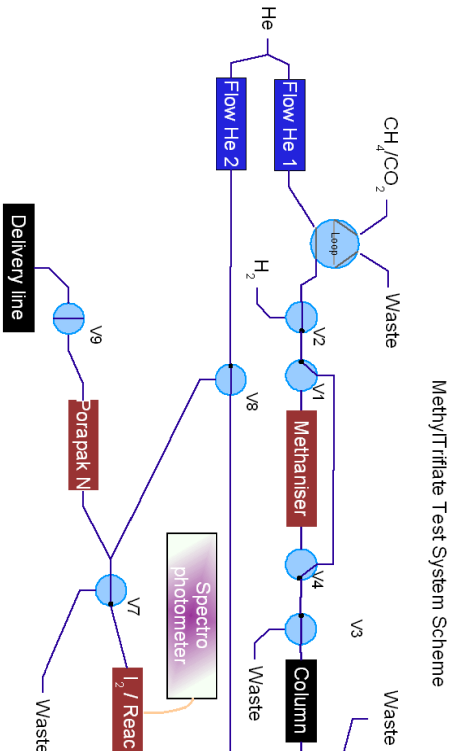 MethylTriflate Test System Scheme
He
Flow He 1
Flow He 2
CH4/CO2
Loop
Waste
H2
V2
V1
Methaniser
V4
V3
Waste
Column
Waste
V8
Delivery line
V9
Porapak N
V7
Waste
Spectro
photometer
I2 / Reac